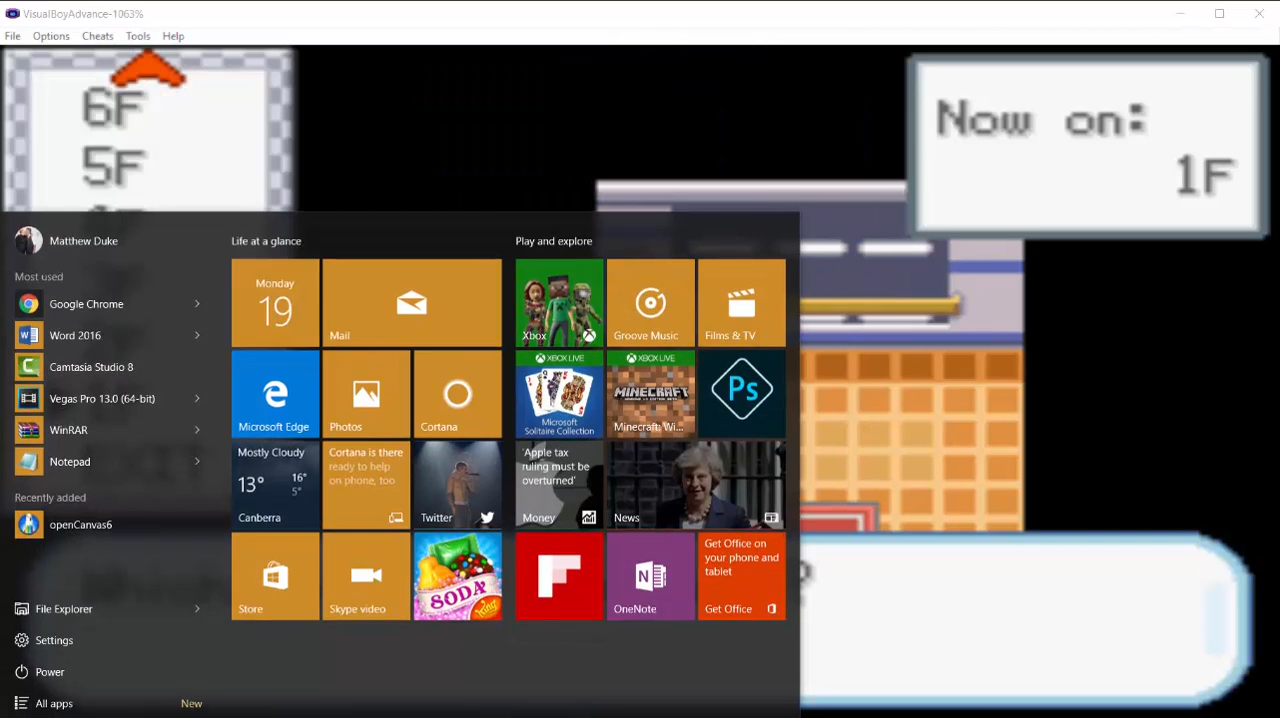 VisualBoyAdvance-1063%
File Options Cheats Tools Help
6F
5F
Now on:
1F
Matthew Duke
Most used
Google Chrome
Word 2016
Camtasia Studio 8
Vegas Pro 13.0 (64-bit)
WinRAR
Notepad
Recently added
openCanvas6
File Explorer
Settings
Power
All apps New
Life at a glance
Monday
19
Mail
Microsoft Edge
Photos
Cortana
Mostly Cloudy
13° 16°
5°
Canberra
Cortana is there
ready to help
on phone, too
Twitter
Store
Skype video
SODA
King
Play and explore
Xbox
Groove Music
Films & TV
XBOX LIVE
Microsoft
Solitaire Collection
XBOX LIVE
MINECRAFT
Minecraft: Wi...
Ps
'Apple tax
ruling must be
overturned'
Money
News
OneNote
Get Office on
your phone and
tablet
Get Office